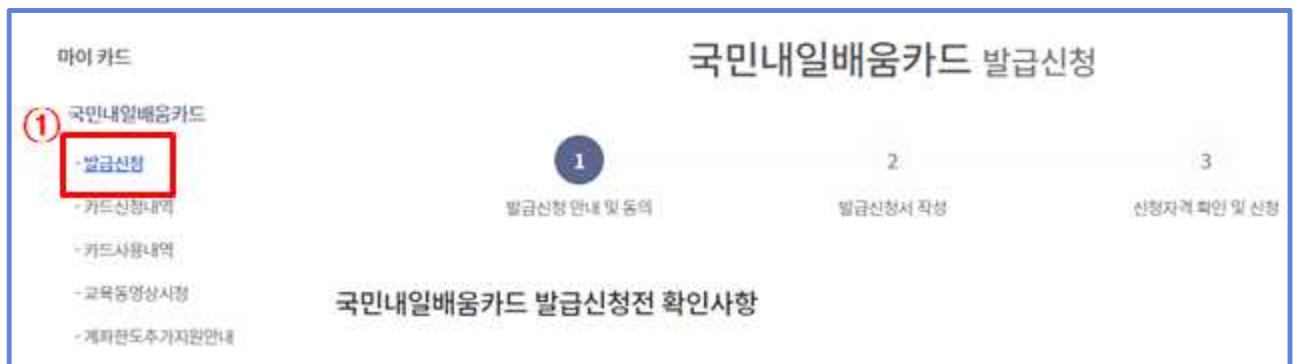 마이 카드
국민내일배움카드
①
- 발급신청
- 카드신청내역
- 카드사용내역
- 교육동영상시청
- 계좌한도추가지원안내
국민내일배움카드 발급신청
1
발급신청 안내 및 동의
2
발급신청서 작성
3
신청자격 확인 및 신청
국민내일배움카드 발급신청전 확인사항